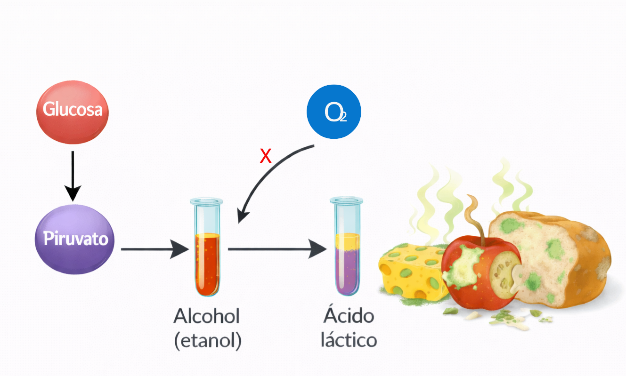 Glucosa
O₂
X
Piruvato
Alcohol
(etanol)
Ácido
láctico